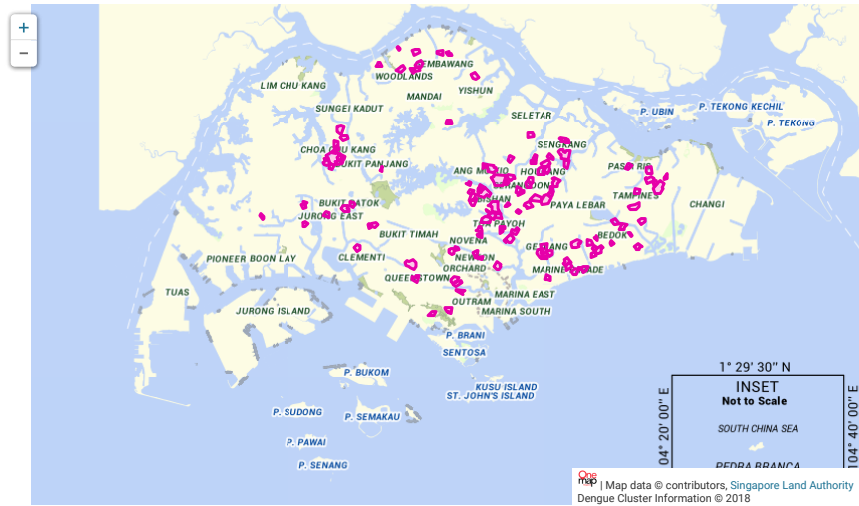 +
−
EMBAWANG
WOODLANDS
LIM CHU KANG
YISHUN
MANDAI
SUNGEI KADUT
SELETAR
P. UBIN
P. TEKONG KECHIL
P. TEKONG
SENGKANG
CHOA CHU KANG
BUKIT PANJANG
ANG MO KIO
HOUGANG
PASIR RIS
SERANGOON
BISHAN
TAMPINES
BUKIT BATOK
PAYA LEBAR
CHANGI
JURONG EAST
TOA PAYOH
BUKIT TIMAH
BEDOK
NOVENA
GEYLANG
PIONEER
BOON LAY
CLEMENTI
NEWTON
ORCHARD
MARINE PARADE
QUEENSTOWN
TUAS
MARINA EAST
OUTRAM
JURONG ISLAND
MARINA SOUTH
P. BRANI
SENTOSA
P. BUKOM
KUSU ISLAND
ST. JOHN'S ISLAND
P. SUDONG
P. SEMAKAU
P. PAWAI
P. SENANG
1° 29' 30'' N
INSET
Not to Scale
04° 20' 00'' E
104° 40' 00'' E
SOUTH CHINA SEA
PEDRA BRANCA
One map | Map data © contributors, Singapore Land Authority
Dengue Cluster Information © 2018